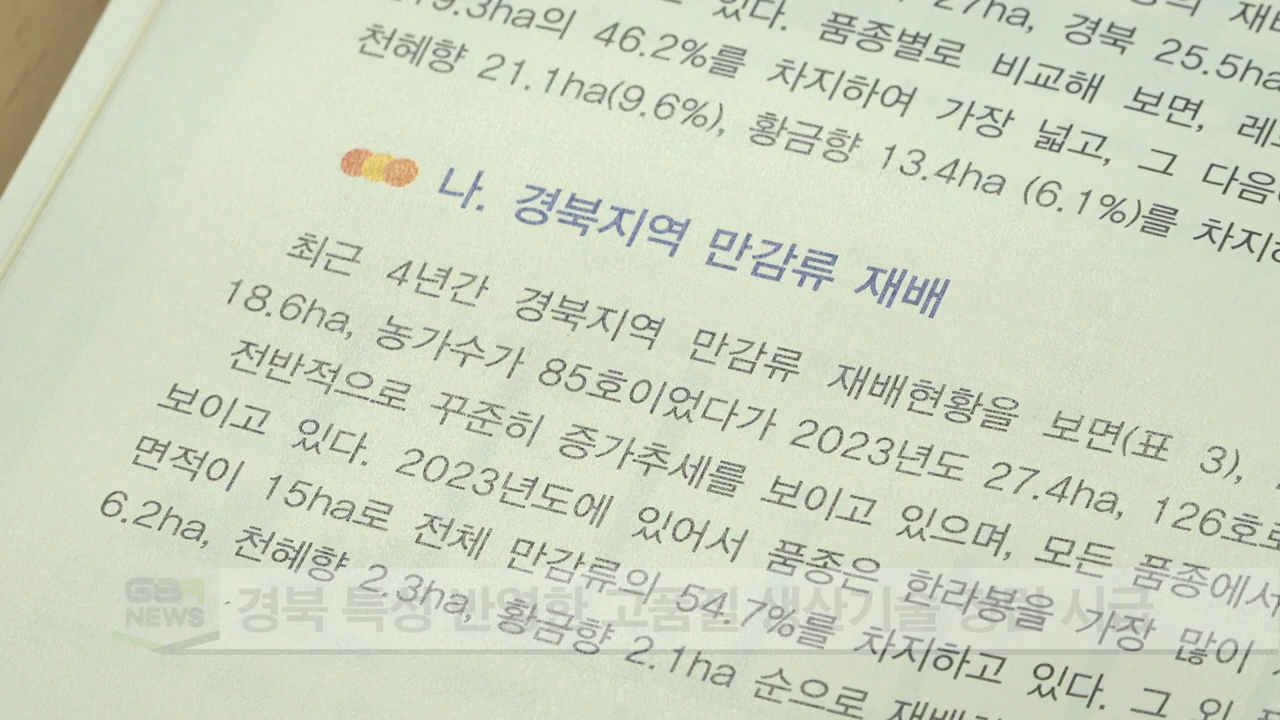 있다. 품종별로 비교해 보면,
27ha, 경북 25.5ha
9.3ha의 46.2%를 차지하여 가장 넓고, 그 다음
천혜향 21.1ha(9.6%), 황금향 13.4ha (6.1%)를 차지
나. 경북지역 만감류 재배
최근 4년간 경북지역 만감류 재배현황을 보면(표 3),
18.6ha, 농가수가 85호이었다가 2023년도 27.4ha, 126호로
전반적으로 꾸준히 증가추세를 보이고 있으며, 모든 품종에서
보이고 있다. 2023년도에 있어서 품종은 한라봉을 가장 많이
면적이 15ha로 전체 만감류의 54.7%를 차지하고 있다. 그 외
6.2ha, 천혜향 2.3ha, 황금향 2.1ha 순으로
NEWS
경북 특성 반영한 고품질 생산기술